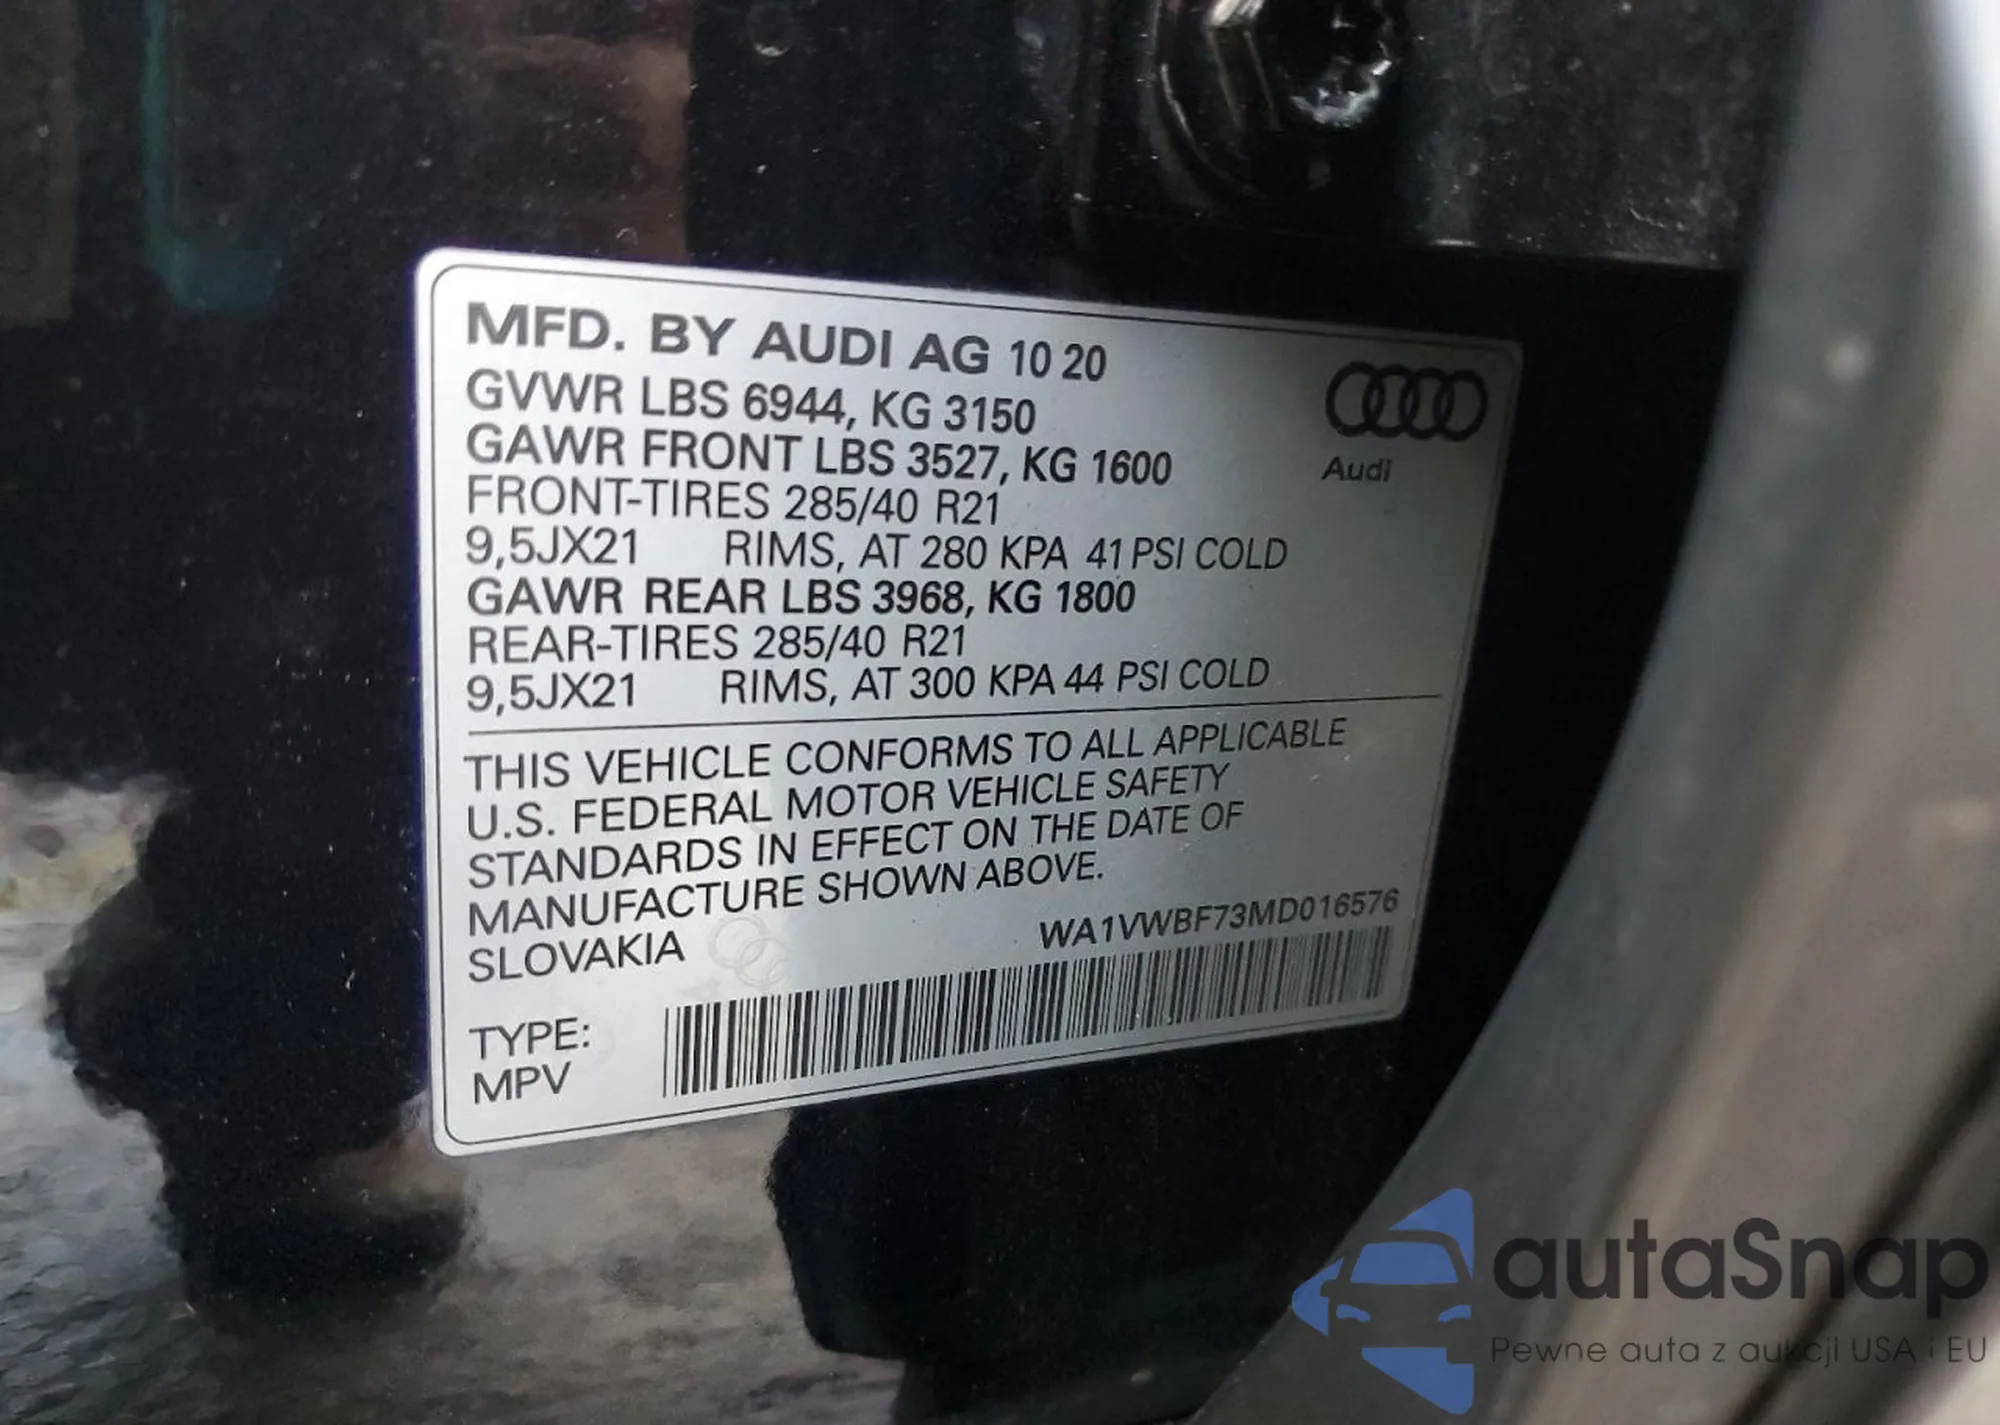 MFD. BY AUDI AG 10 20
GVWR LBS 6944, KG 3150
GAWR FRONT LBS 3527, KG 1600
FRONT-TIRES 285/40 R21
9,5JX21 RIMS, AT 280 KPA 41 PSI COLD
GAWR REAR LBS 3968, KG 1800
REAR-TIRES 285/40 R21
9,5JX21 RIMS, AT 300 KPA 44 PSI COLD
Audi
THIS VEHICLE CONFORMS TO ALL APPLICABLE
U.S. FEDERAL MOTOR VEHICLE SAFETY
STANDARDS IN EFFECT ON THE DATE OF
MANUFACTURE SHOWN ABOVE.
SLOVAKIA
WA1VWBF73MD016576
TYPE:
MPV
autaSnap
Pewne auta z aukcji USA i EU